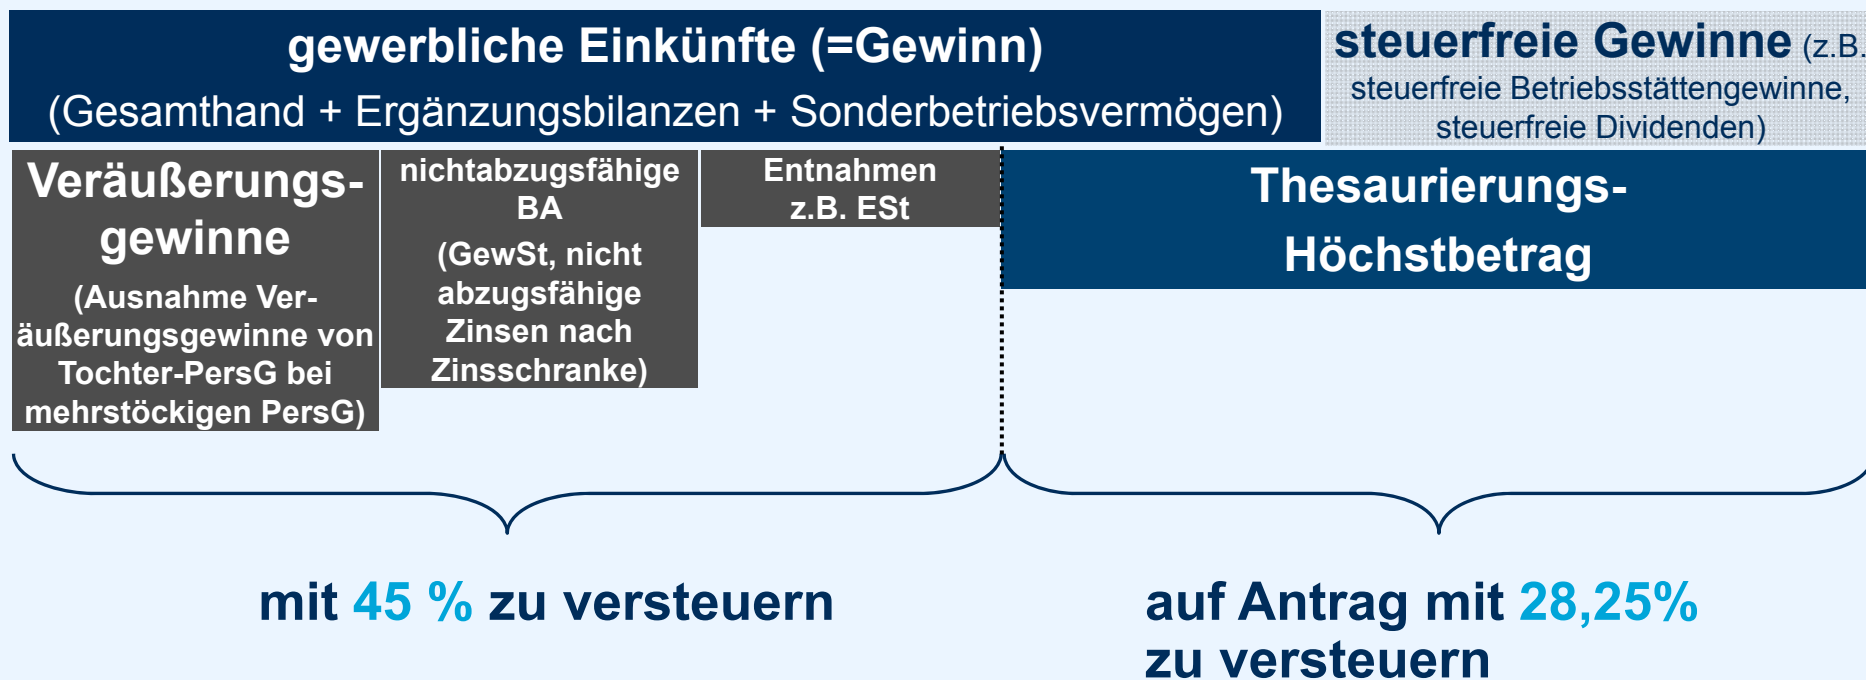 gewerbliche Einkünfte (=Gewinn)
(Gesamthand + Ergänzungsbilanzen + Sonderbetriebsvermögen)
steuerfreie Gewinne (z.B.
steuerfreie Betriebsstättengewinne,
steuerfreie Dividenden)
Veräußerungs-
gewinne
(Ausnahme Ver-
äußerungsgewinne von
Tochter-PersG bei
mehrstöckigen PersG)
nichtabzugsfähige
BA
(GewSt, nicht
abzugsfähige
Zinsen nach
Zinsschranke)
Entnahmen
z.B. ESt
Thesaurierungs-
Höchstbetrag
mit 45 % zu versteuern
auf Antrag mit 28,25%
zu versteuern